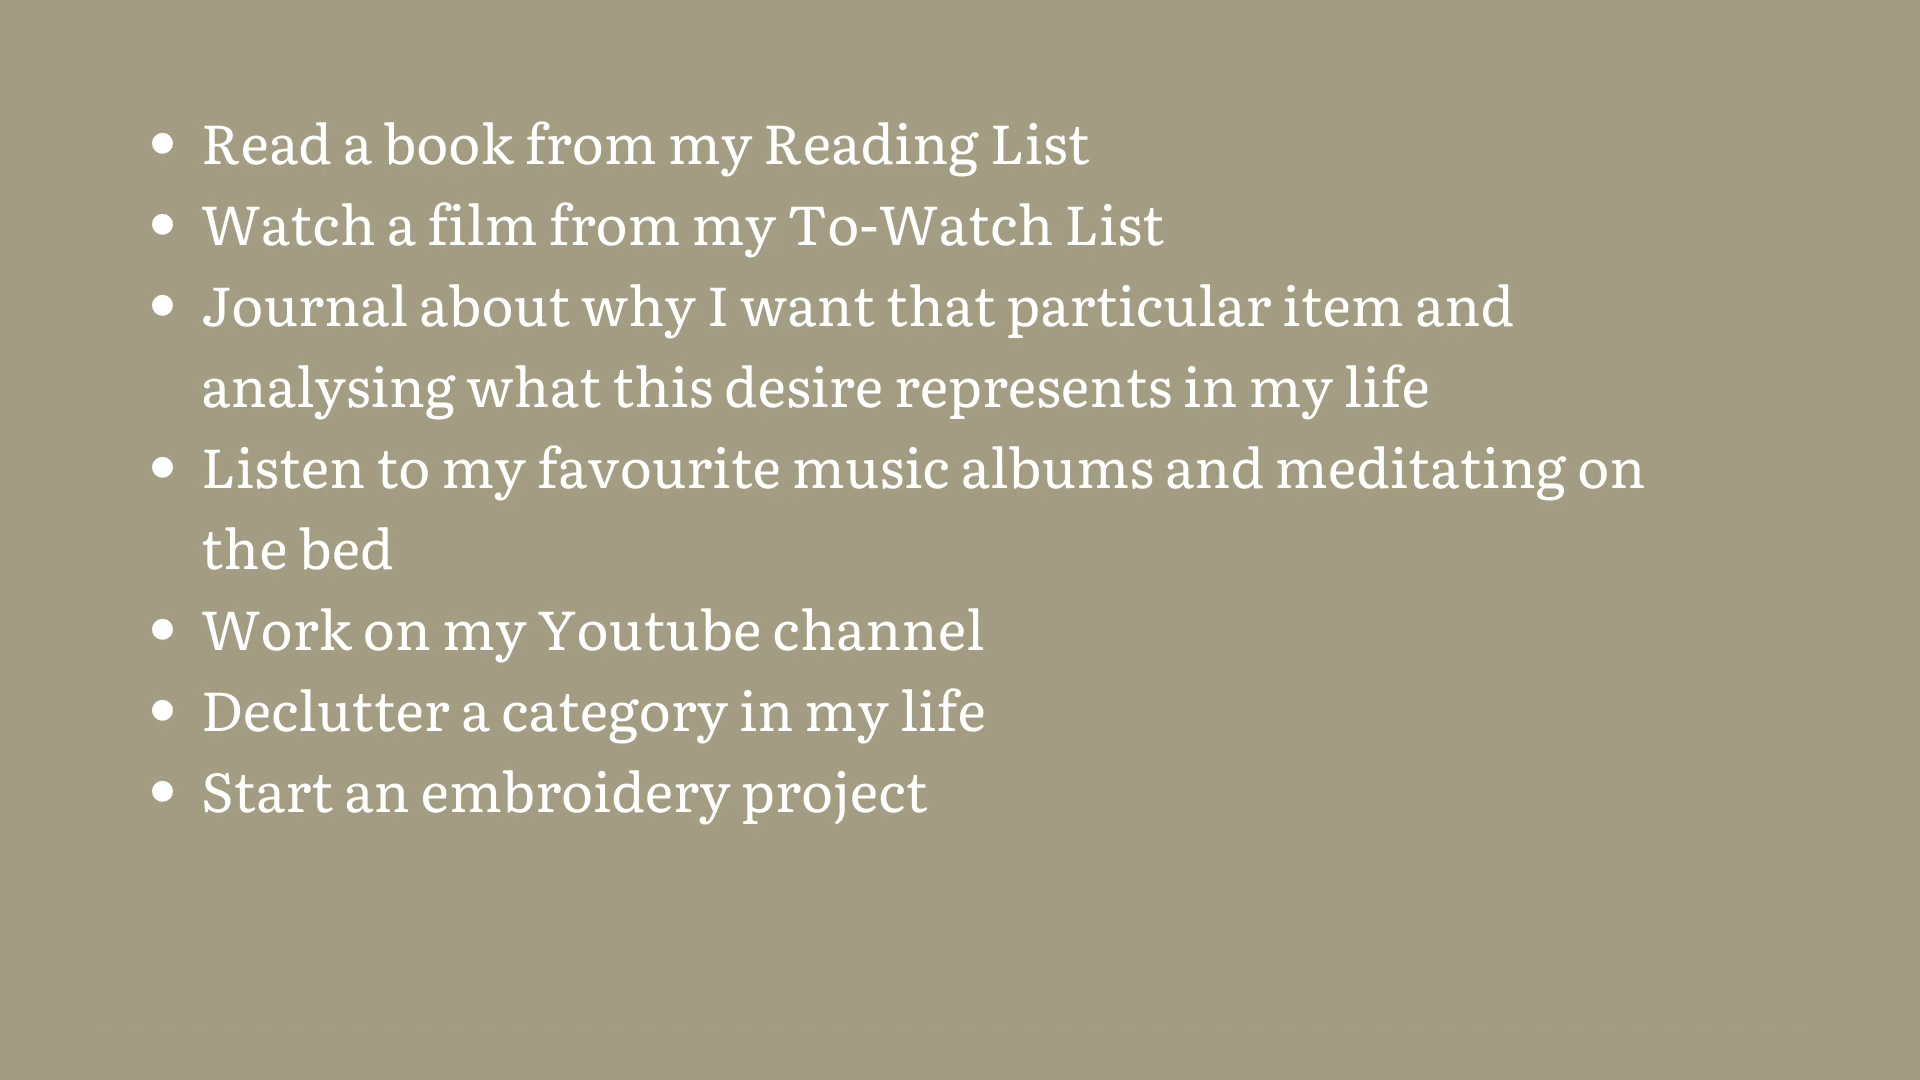 • Read a book from my Reading List
• Watch a film from my To-Watch List
• Journal about why I want that particular item and
analysing what this desire represents in my life
• Listen to my favourite music albums and meditating on
the bed
• Work on my Youtube channel
• Declutter a category in my life
• Start an embroidery project